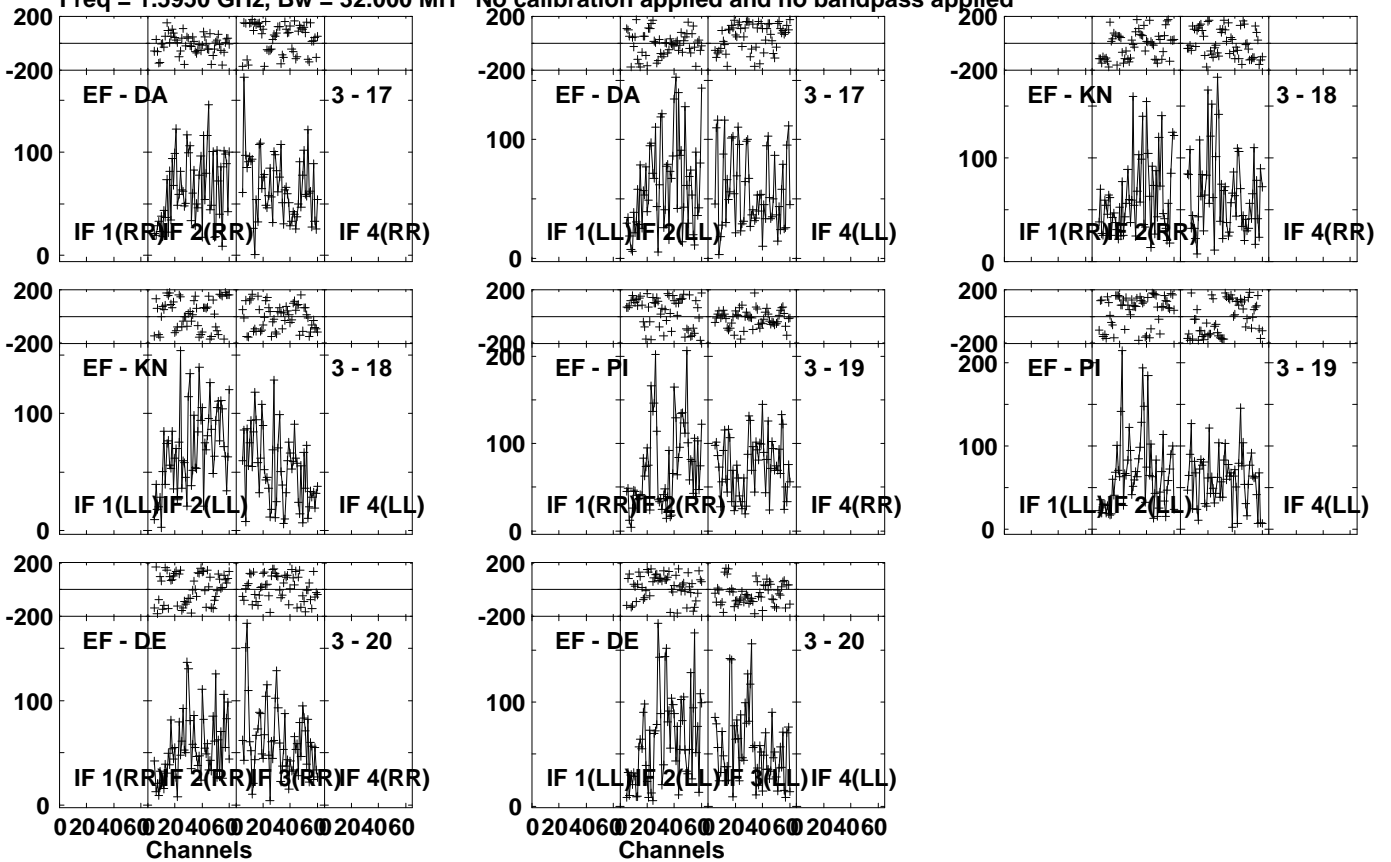 Freq = 1.5950 GHz, Bw = 32.000 MH No calibration applied and no bandpass applied
200
-200
EF - DA 3 - 17
100
IF 1(RR) IF 2(RR) IF 4(RR)
0
EF - DA 3 - 17
100
IF 1(LL) IF 2(LL) IF 4(LL)
0
EF - KN 3 - 18
100
IF 1(RR) IF 2(RR) IF 4(RR)
0
200
-200
EF - KN 3 - 18
100
IF 1(LL) IF 2(LL) IF 4(LL)
0
200
-200
200
EF - PI 3 - 19
100
IF 1(RR) IF 2(RR) IF 4(RR)
0
200
-200
200
EF - PI 3 - 19
100
IF 1(LL) IF 2(LL) IF 4(LL)
0
200
-200
EF - DE 3 - 20
100
IF 1(RR) IF 2(RR) IF 3(RR) IF 4(RR)
0
0 20 40 60 0 20 40 60 0 20 40 60 0 20 40 60
Channels
200
-200
EF - DE 3 - 20
100
IF 1(LL) IF 2(LL) IF 3(LL) IF 4(LL)
0
0 20 40 60 0 20 40 60 0 20 40 60 0 20 40 60
Channels